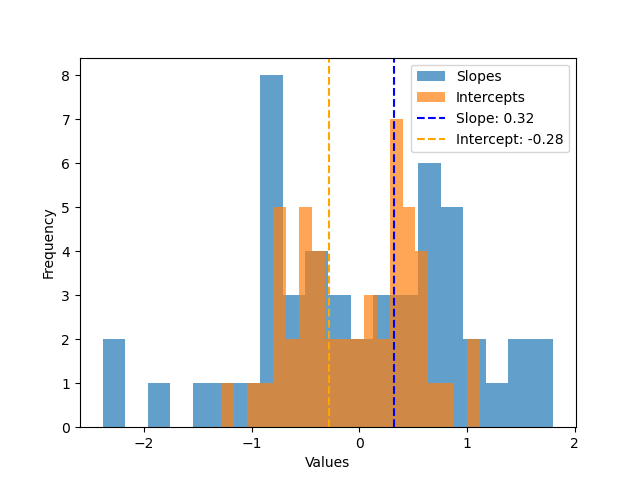 Slopes
Intercepts
Slope: 0.32
Intercept: -0.28
8
7
6
5
4
3
2
1
0
Frequency
−2
−1
0
1
2
Values